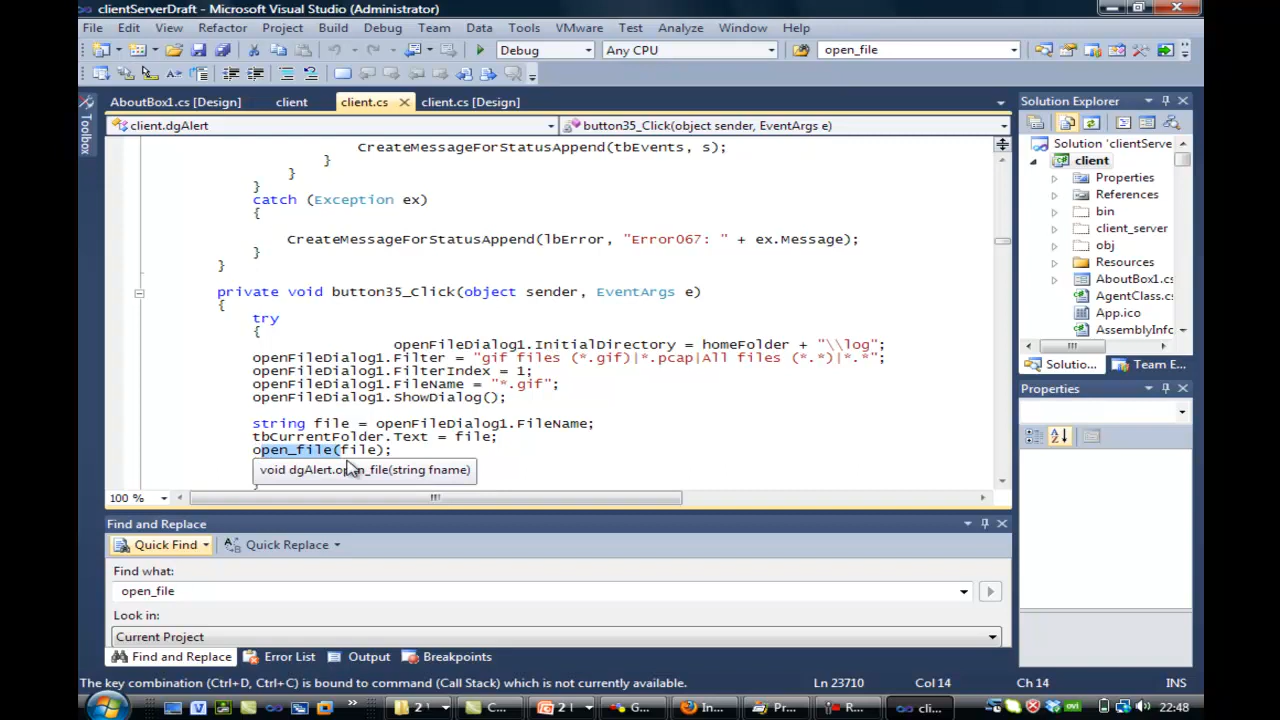 clientServerDraft - Microsoft Visual Studio (Administrator)
File Edit View Refactor Project Build Debug Team Data Tools VMware Test Analyze Window Help
Debug Any CPU open_file
AboutBox1.cs [Design] client client.cs client.cs [Design]
client.dgAlert button35_Click(object sender, EventArgs e)
CreateMessageForStatusAppend(tbEvents, s);
}
}
}
catch (Exception ex)
{
CreateMessageForStatusAppend(lbError, "Error067: " + ex.Message);
}
}
private void button35_Click(object sender, EventArgs e)
{
try
{
openFileDialog1.InitialDirectory = homeFolder + "\\log";
openFileDialog1.Filter = "gif files (*.gif)|*.pcap|All files (*.*)|*.*";
openFileDialog1.FilterIndex = 1;
openFileDialog1.FileName = "*.gif";
openFileDialog1.ShowDialog();
string file = openFileDialog1.FileName;
tbCurrentFolder.Text = file;
open_file(file);
void dgAlert.open_file(string fname)
100 %
Toolbox
Solution Explorer
Solution 'clientServe
client
Properties
References
bin
client_server
obj
Resources
AboutBox1.
AgentClass.cs
App.ico
AssemblyInfo
Solutio... Team E...
Properties
Find and Replace
Quick Find Quick Replace
Find what:
open_file
Look in:
Current Project
Find and Replace Error List Output Breakpoints
The key combination (Ctrl+D, Ctrl+C) is bound to command (Call Stack) which is not currently available. Ln 23710 Col 14 Ch 14 INS
2 l C... 2 l G... In... Pr... R... cli... ovi 22:48